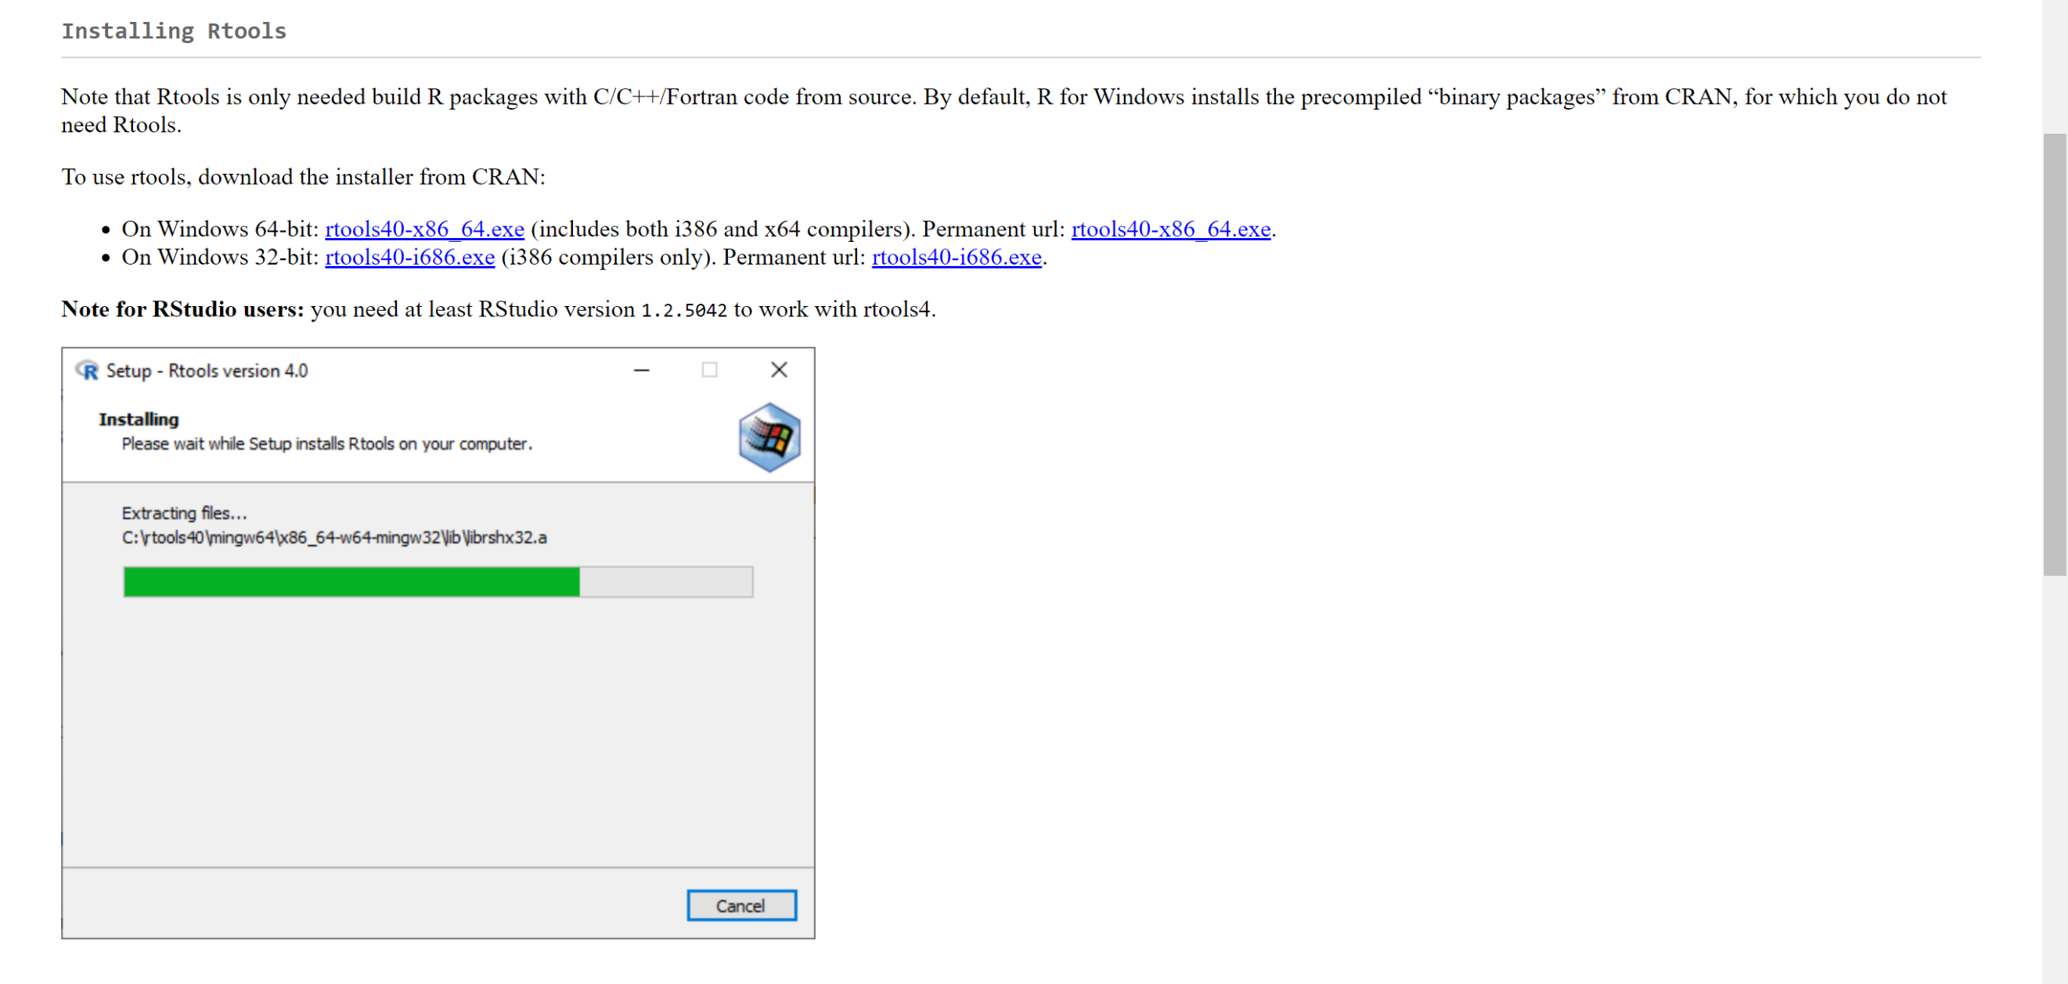 Installing Rtools
Note that Rtools is only needed build R packages with C/C++/Fortran code from source. By default, R for Windows installs the precompiled “binary packages” from CRAN, for which you do not
need Rtools.
To use rtools, download the installer from CRAN:
• On Windows 64-bit: rtools40-x86_64.exe (includes both i386 and x64 compilers). Permanent url: rtools40-x86_64.exe.
• On Windows 32-bit: rtools40-i686.exe (i386 compilers only). Permanent url: rtools40-i686.exe.
Note for RStudio users: you need at least RStudio version 1.2.5042 to work with rtools4.
R Setup - Rtools version 4.0
Installing
Please wait while Setup installs Rtools on your computer.
Extracting files...
C:\rtools40\mingw64\x86_64-w64-mingw32\lib\librshx32.a
Cancel